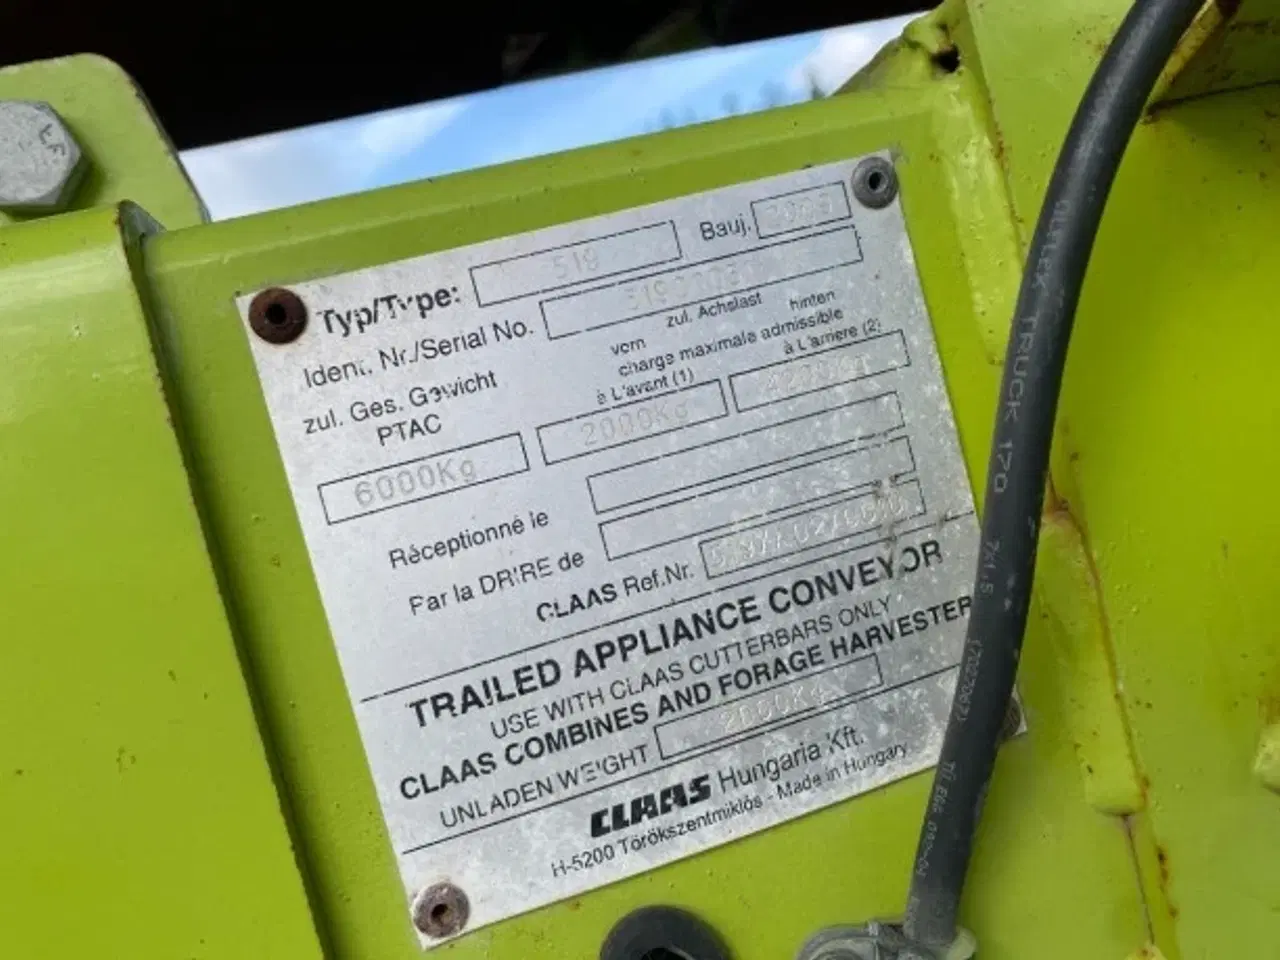 Typ/Type: 519 Bauj.
Ident. Nr./Serial No.
zul. Ges. Gewicht
PTAC
6000Kg
zul. Achslast
vorn hinten
charge maximale admissible
à L'avant (1) à L'arriere (2)
2000Kg
Réceptionné le
Par la DRIRE de
CLAAS Ref.Nr.
TRAILED APPLIANCE CONVEYOR
USE WITH CLAAS CUTTERBARS ONLY
CLAAS COMBINES AND FORAGE HARVESTER
UNLADEN WEIGHT
CLAAS Hungaria Kft.
H-5200 Törökszentmiklós - Made in Hungary
TRUCK 170